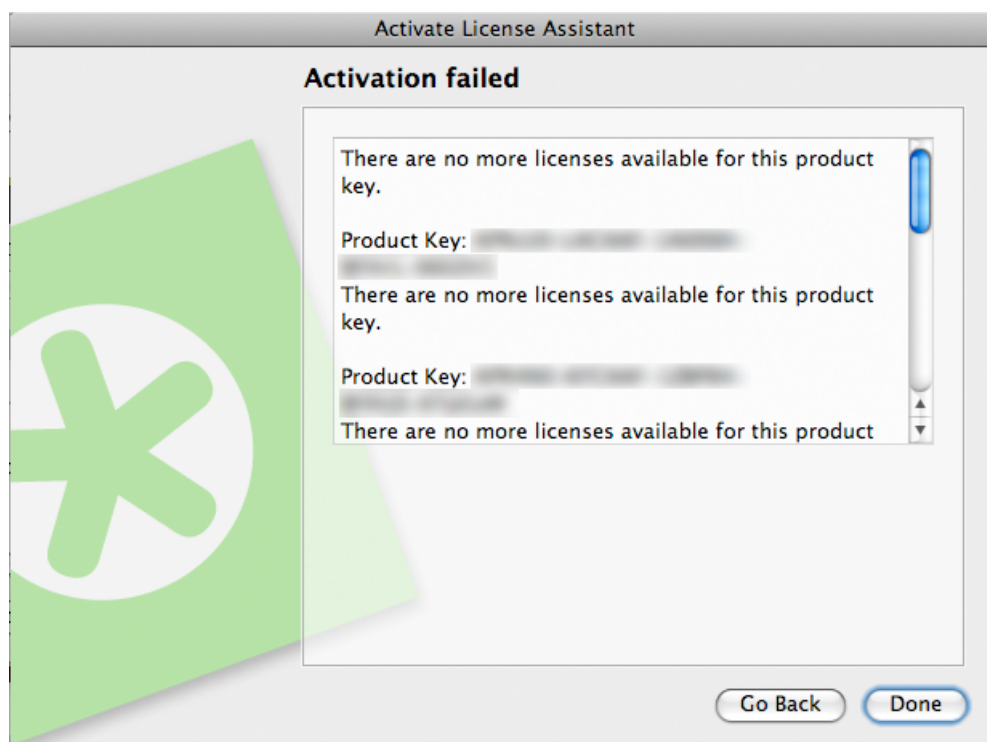 Activate License Assistant
Activation failed
There are no more licenses available for this product
key.
Product Key:
There are no more licenses available for this product
key.
Product Key:
There are no more licenses available for this product
Go Back
Done